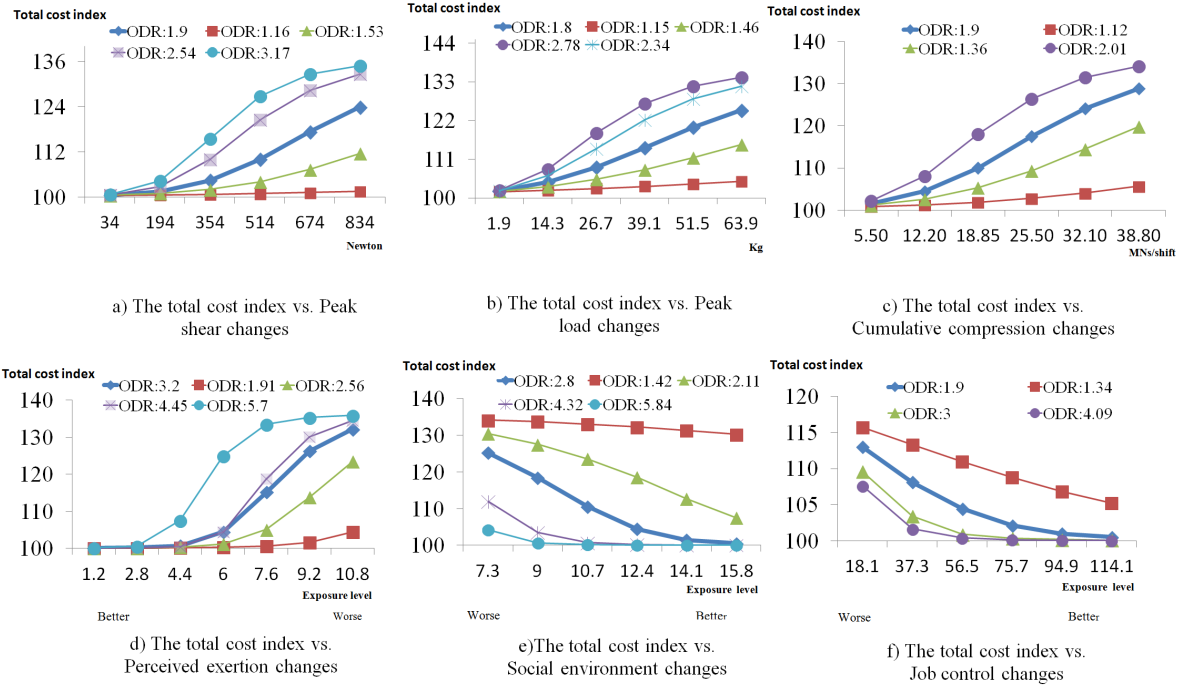 Total cost index
ODR:1.9 ODR:1.16 ODR:1.53
ODR:2.54 ODR:3.17
136
124
112
100
34 194 354 514 674 834
Newton
a) The total cost index vs. Peak
shear changes
Total cost index
ODR:1.8 ODR:1.15 ODR:1.46
ODR:2.78 ODR:2.34
144
133
122
111
100
1.9 14.3 26.7 39.1 51.5 63.9
Kg
b) The total cost index vs. Peak
load changes
Total cost index
ODR:1.9 ODR:1.12
ODR:1.36 ODR:2.01
140
130
120
110
100
5.50 12.20 18.85 25.50 32.10 38.80
MNs/shift
c) The total cost index vs.
Cumulative compression changes
Total cost index
ODR:3.2 ODR:1.91 ODR:2.56
ODR:4.45 ODR:5.7
140
130
120
110
100
1.2 2.8 4.4 6 7.6 9.2 10.8
Exposure level
Better Worse
d) The total cost index vs.
Perceived exertion changes
Total cost index
ODR:2.8 ODR:1.42 ODR:2.11
ODR:4.32 ODR:5.84
140
130
120
110
100
7.3 9 10.7 12.4 14.1 15.8
Exposure level
Worse Better
e)The total cost index vs.
Social environment changes
Total cost index
ODR:1.9 ODR:1.34
ODR:3 ODR:4.09
120
115
110
105
100
18.1 37.3 56.5 75.7 94.9 114.1
Exposure level
Worse Better
f) The total cost index vs.
Job control changes